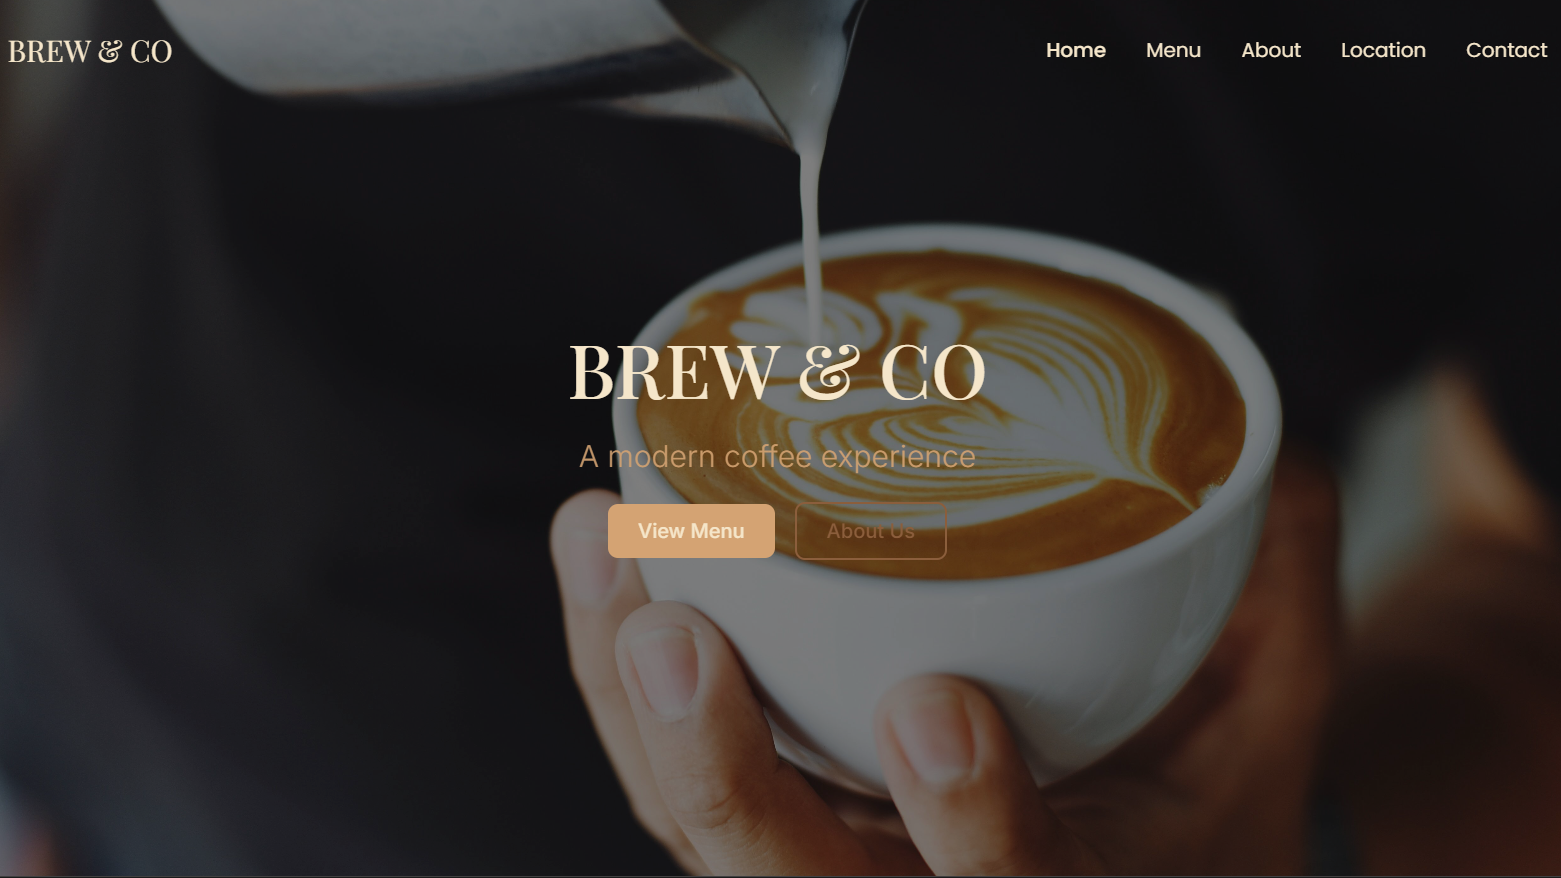 BREW & CO
Home
Menu
About
Location
Contact
BREW & CO
A modern coffee experience
View Menu
About Us